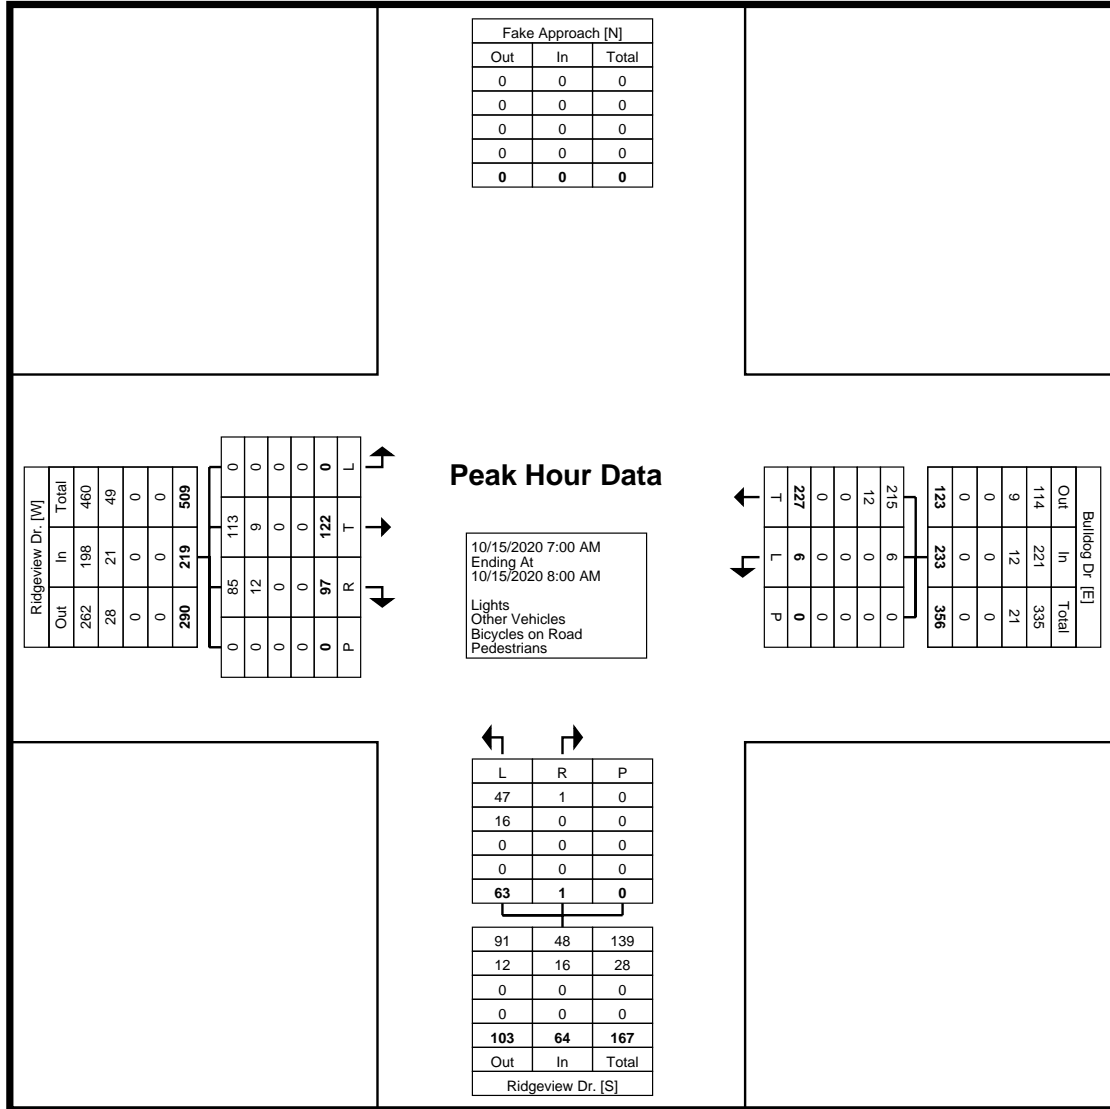 Fake Approach [N]
Out In Total
0 0 0
0 0 0
0 0 0
0 0 0
0 0 0
Peak Hour Data
10/15/2020 7:00 AM
Ending At
10/15/2020 8:00 AM
Lights
Other Vehicles
Bicycles on Road
Pedestrians
Ridgeview Dr. [W]
Out In Total
262 198 460
28 21 49
0 0 0
0 0 0
290 219 509
0 113 85 0
0 9 12 0
0 0 0 0
0 0 0 0
0 122 97 0
L T R P
Bulldog Dr [E]
Out In Total
114 221 335
9 12 21
0 0 0
0 0 0
123 233 356
215 6 0
12 0 0
0 0 0
0 0 0
227 6 0
T L P
L R P
47 1 0
16 0 0
0 0 0
0 0 0
63 1 0
91 48 139
12 16 28
0 0 0
0 0 0
103 64 167
Out In Total
Ridgeview Dr. [S]